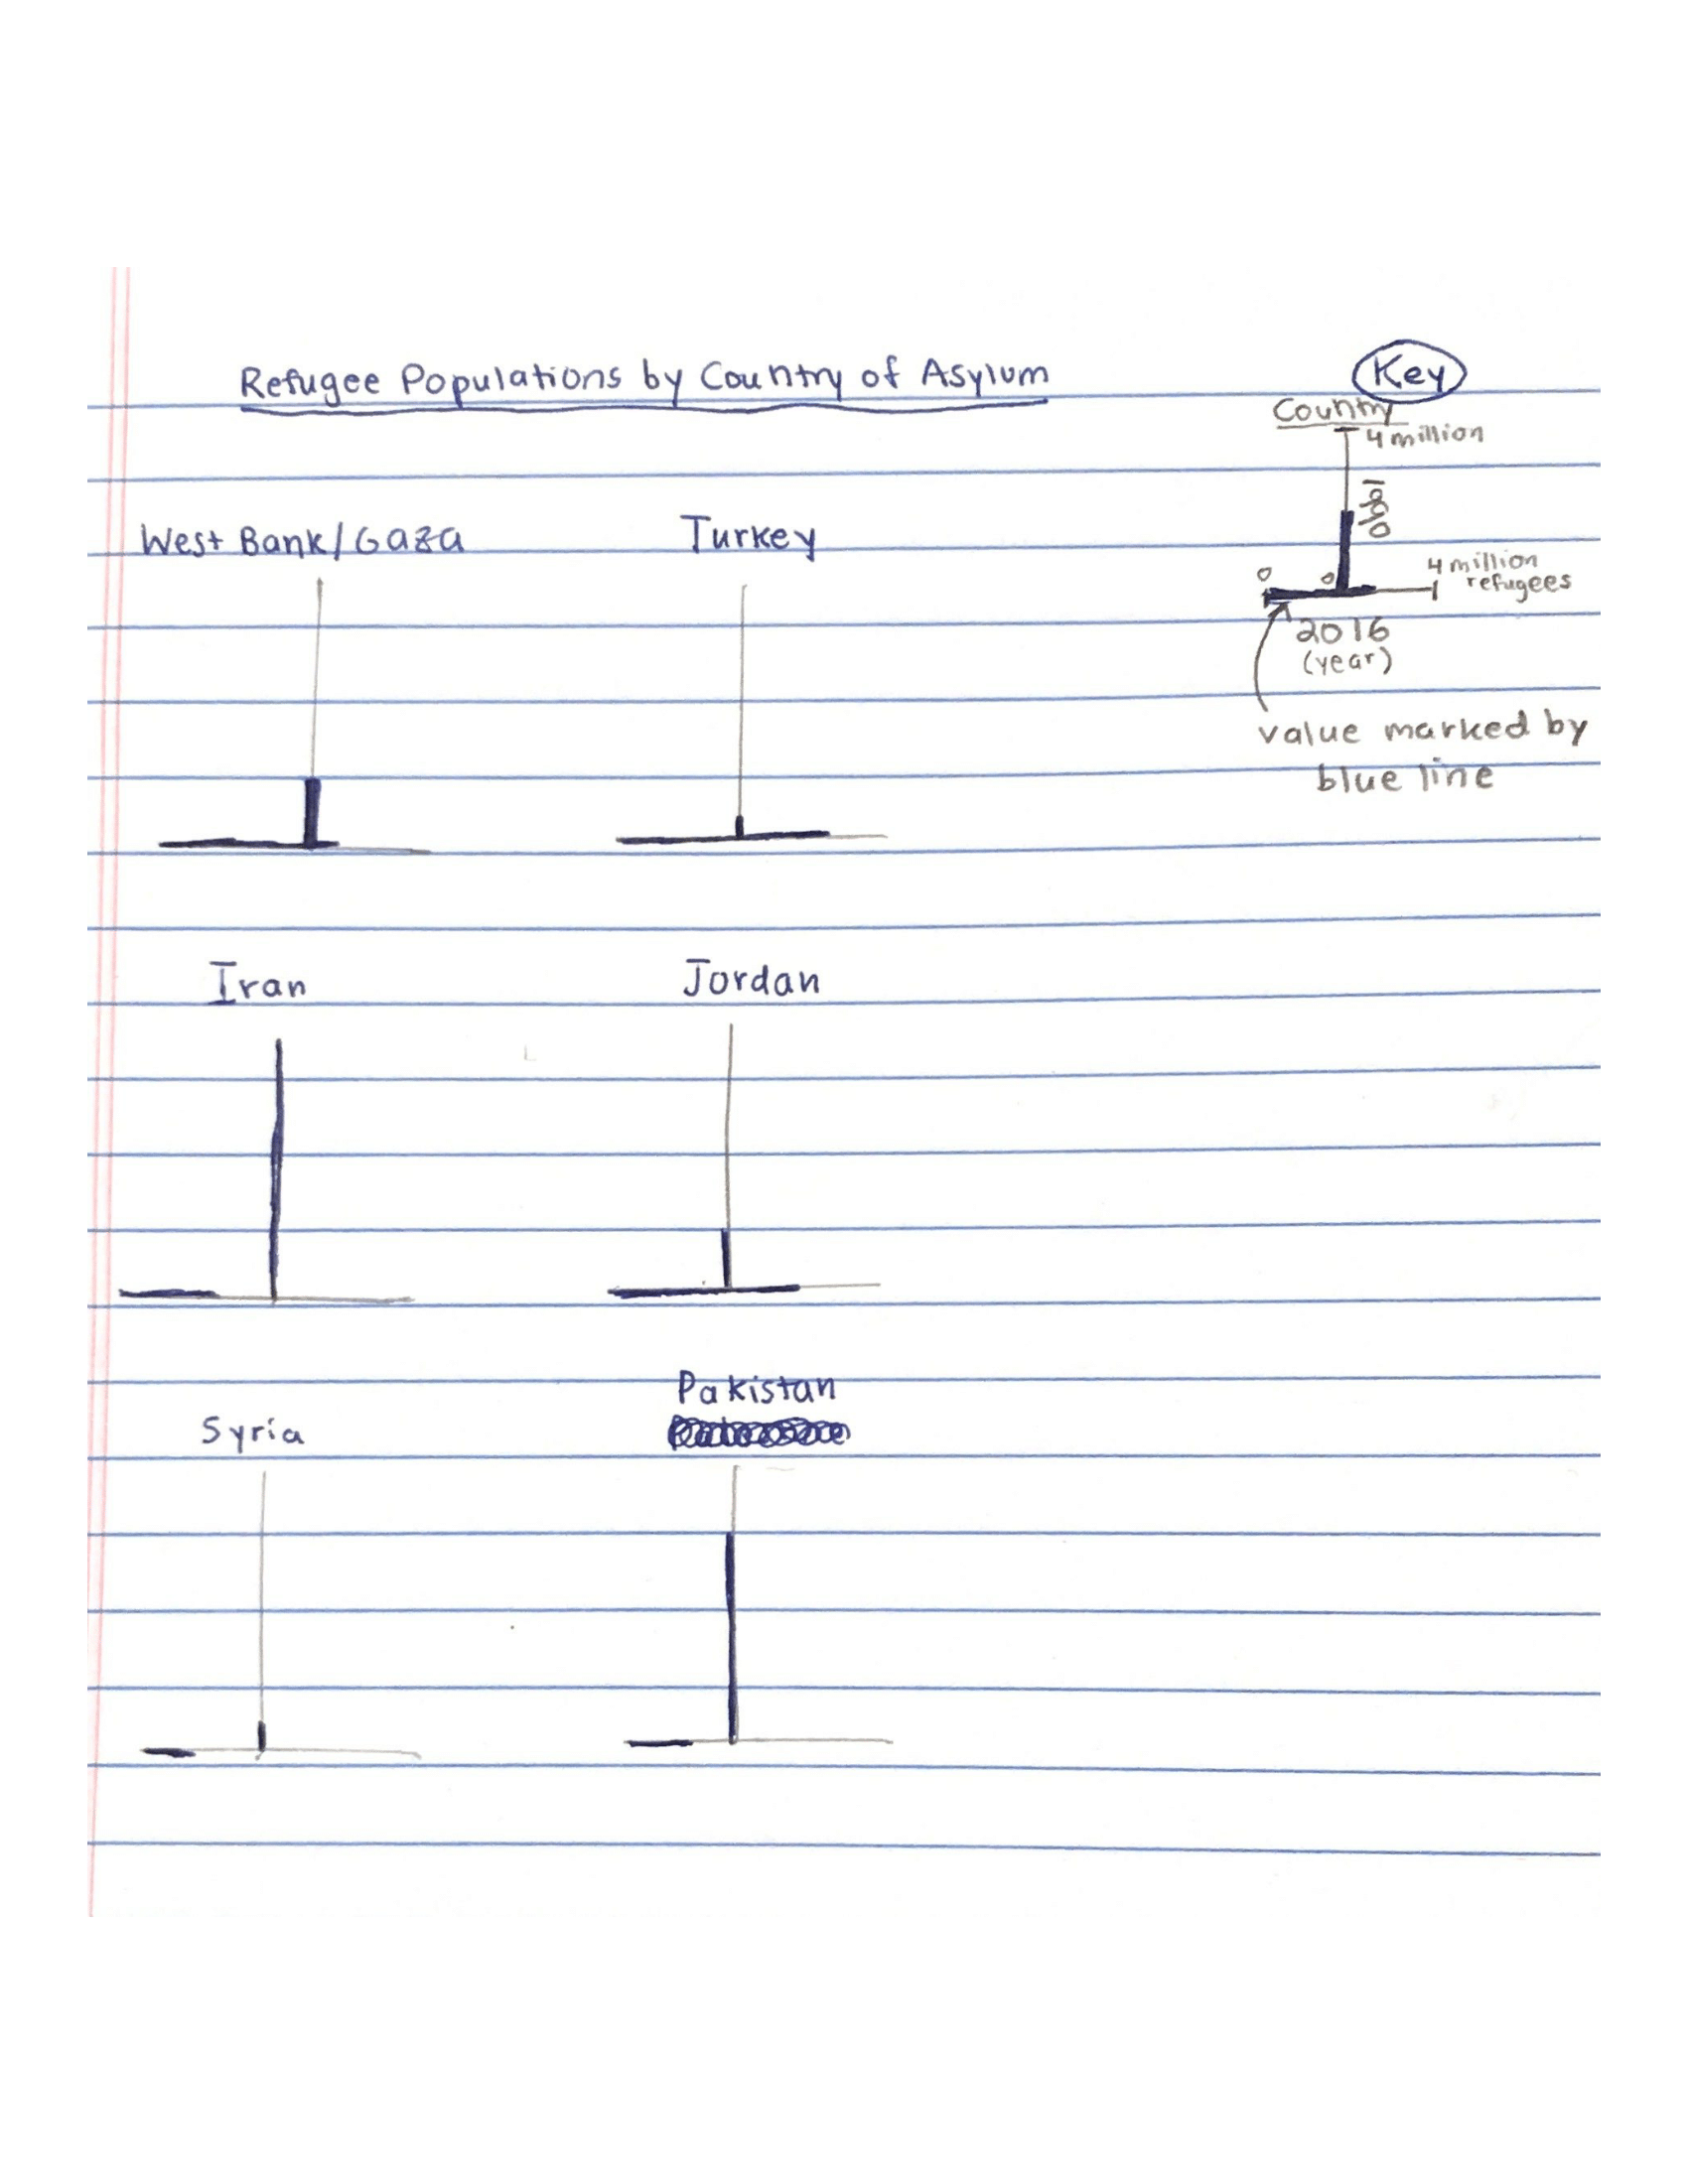 Refugee Populations by Country of Asylum
Key
Country
4 million
1990
0
0
4 million
refugees
2016
(year)
value marked by
blue line
West Bank/Gaza
Turkey
Iran
Jordan
Syria
Pakistan